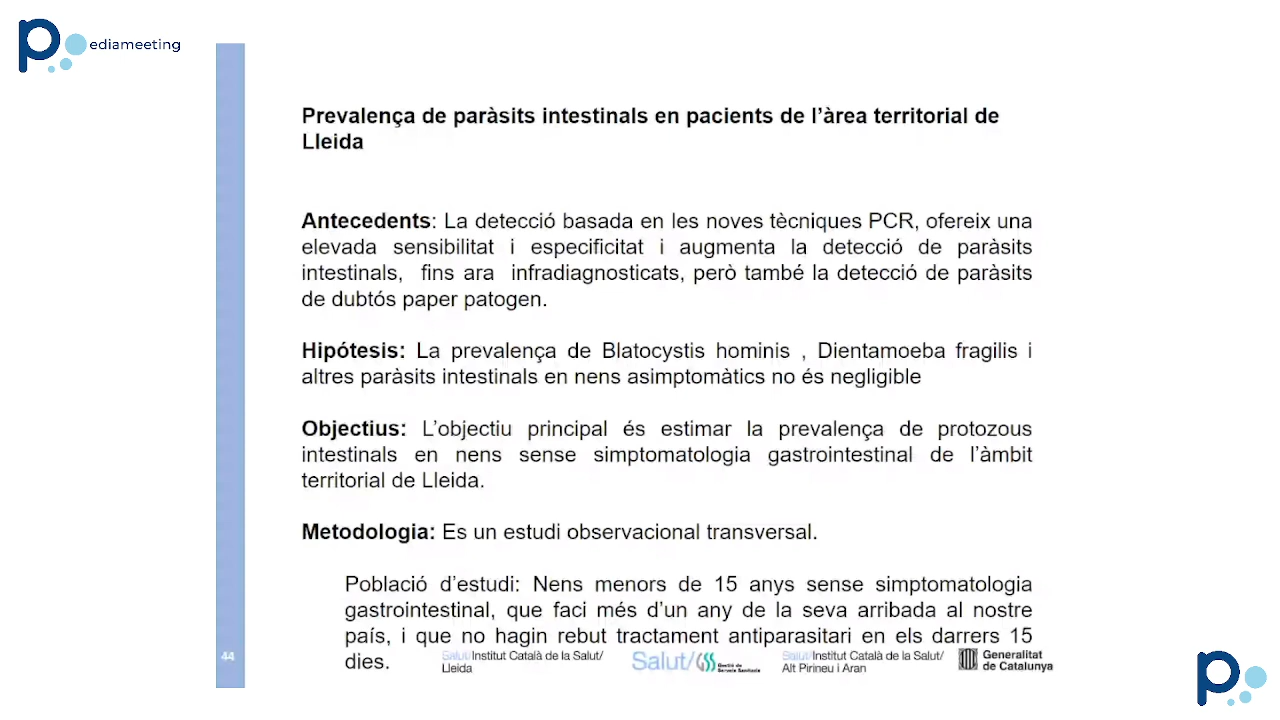 Pediameeting
Prevalença de paràsits intestinals en pacients de l’àrea territorial de
Lleida
Antecedents: La detecció basada en les noves tècniques PCR, ofereix una
elevada sensibilitat i especificitat i augmenta la detecció de paràsits
intestinals, fins ara infradiagnosticats, però també la detecció de paràsits
de dubtós paper patogen.
Hipótesis: La prevalença de Blatocystis hominis , Dientamoeba fragilis i
altres paràsits intestinals en nens asimptomàtics no és negligible
Objectius: L’objectiu principal és estimar la prevalença de protozous
intestinals en nens sense simptomatologia gastrointestinal de l’àmbit
territorial de Lleida.
Metodologia: Es un estudi observacional transversal.
Població d’estudi: Nens menors de 15 anys sense simptomatologia
gastrointestinal, que faci més d’un any de la seva arribada al nostre
país, i que no hagin rebut tractament antiparasitari en els darrers 15
dies.
44
Salut/Institut Català de la Salut/
Lleida
Salut/GSS Gestió de
Serveis Sanitaris
Salut/Institut Català de la Salut/
Alt Pirineu i Aran
Generalitat
de Catalunya
P